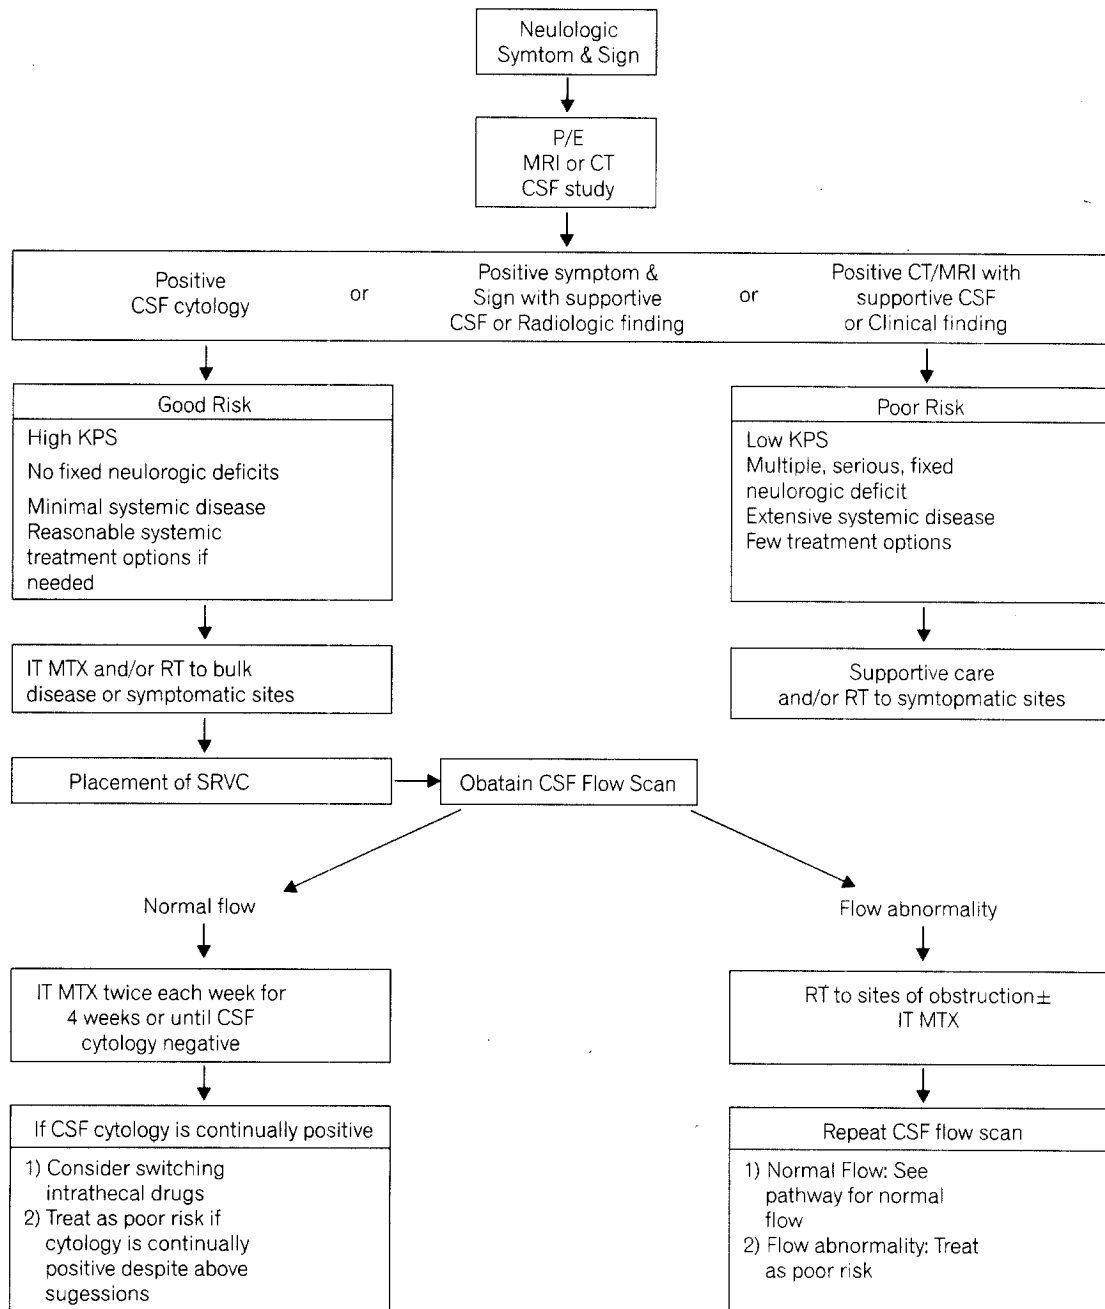 Neulologic
Symtom & Sign
P/E
MRI or CT
CSF study
Positive
CSF cytology
or
Positive symptom &
Sign with supportive
CSF or Radiologic finding
or
Positive CT/MRI with
supportive CSF
or Clinical finding
Good Risk
High KPS
No fixed neulorogic deficits
Minimal systemic disease
Reasonable systemic
treatment options if
needed
Poor Risk
Low KPS
Multiple, serious, fixed
neulorogic deficit
Extensive systemic disease
Few treatment options
IT MTX and/or RT to bulk
disease or symptomatic sites
Supportive care
and/or RT to symtopmatic sites
Placement of SRVC
Obatain CSF Flow Scan
Normal flow
Flow abnormality
IT MTX twice each week for
4 weeks or until CSF
cytology negative
RT to sites of obstruction±
IT MTX
If CSF cytology is continually positive
1) Consider switching
intrathecal drugs
2) Treat as poor risk if
cytology is continually
positive despite above
sugessions
Repeat CSF flow scan
1) Normal Flow: See
pathway for normal
flow
2) Flow abnormality: Treat
as poor risk